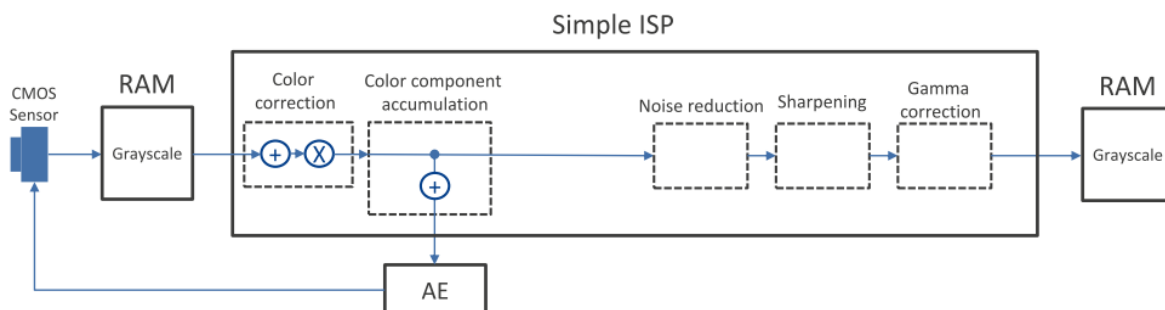 Simple ISP
CMOS
Sensor
RAM
Grayscale
Color
correction
+
X
Color component
accumulation
+
Noise reduction
Sharpening
Gamma
correction
RAM
Grayscale
AE